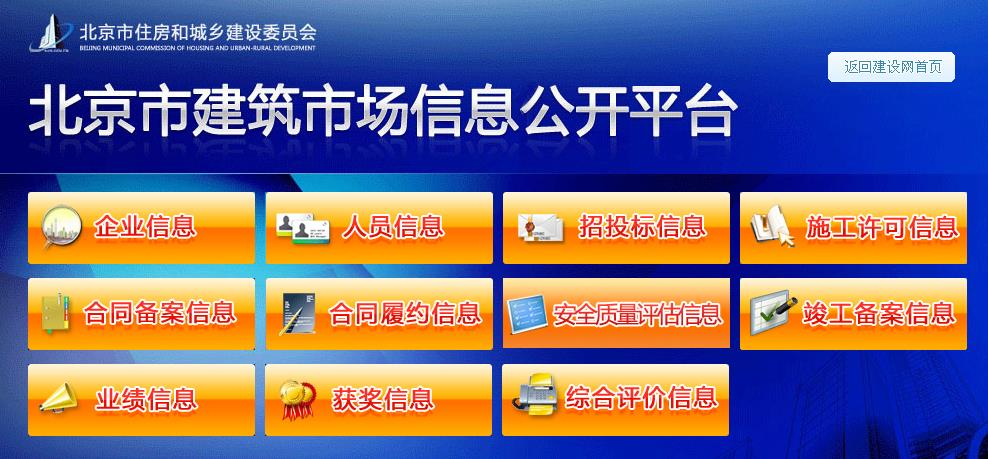 北京市住房和城乡建设委员会
BEIJING MUNICIPAL COMMISSION OF HOUSING AND URBAN-RURAL DEVELOPMENT
返回建设网首页
北京市建筑市场信息公开平台
企业信息
人员信息
招投标信息
施工许可信息
合同备案信息
合同履约信息
安全质量评估信息
竣工备案信息
业绩信息
获奖信息
综合评价信息